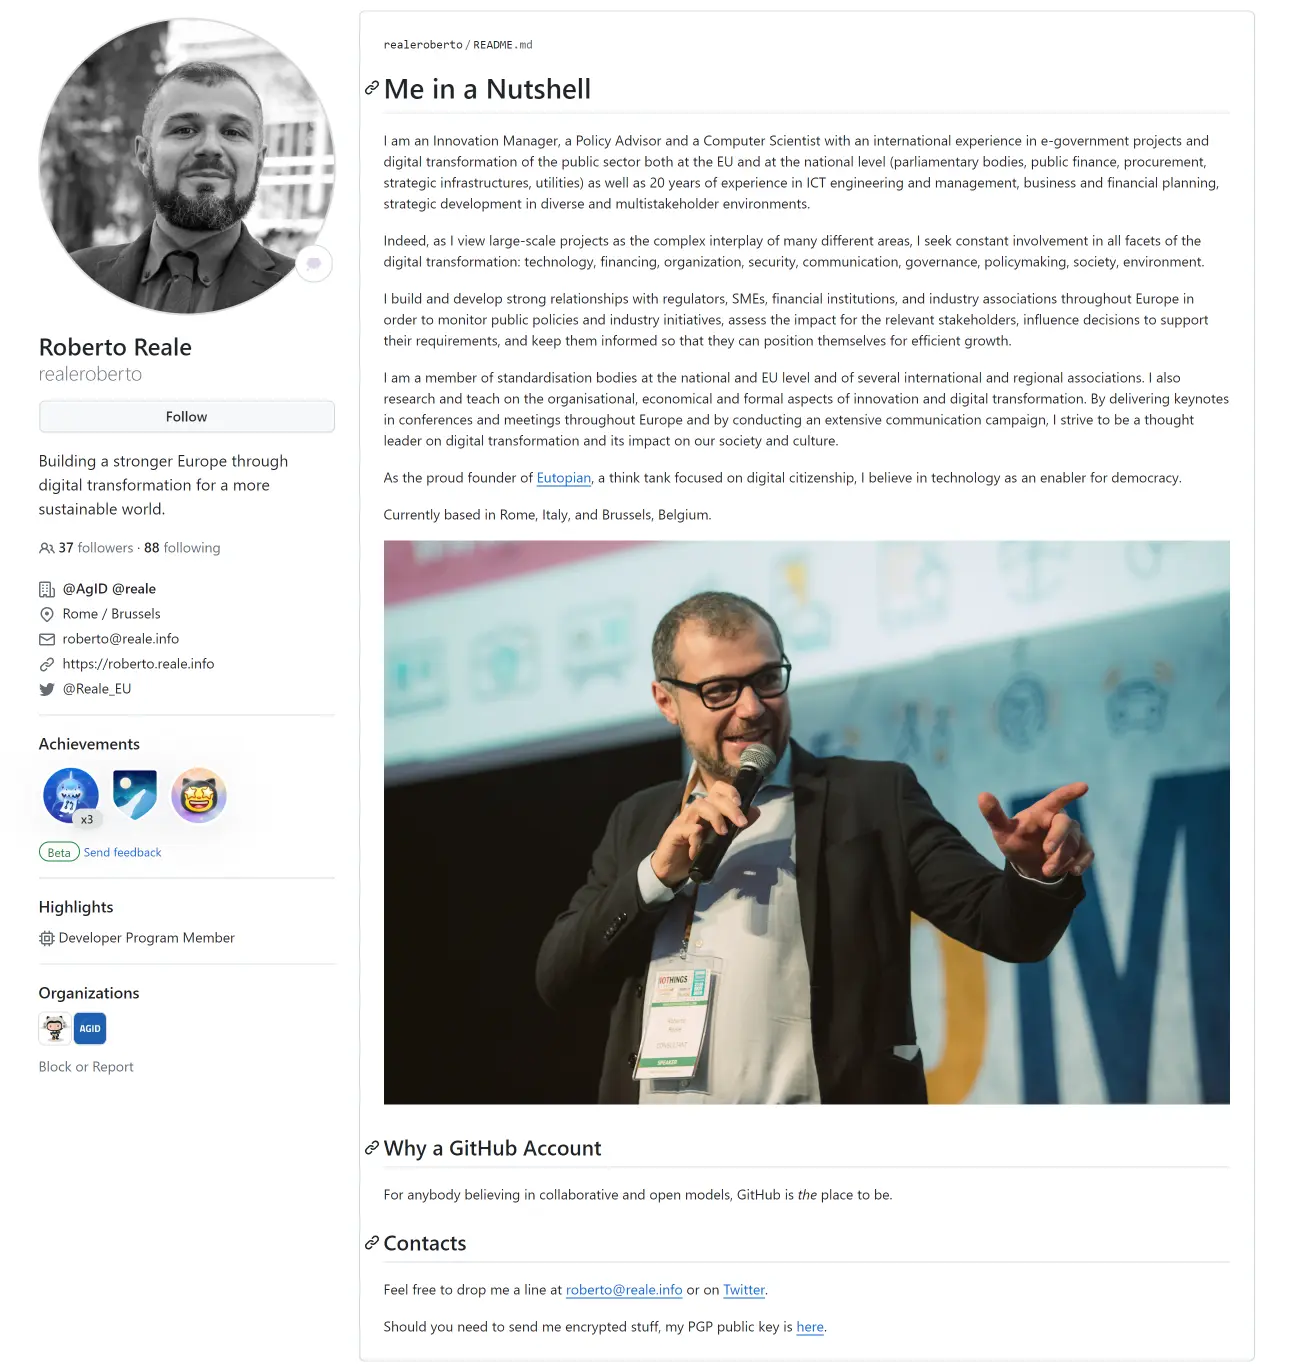 Roberto Reale
realeroberto
Follow
Building a stronger Europe through
digital transformation for a more
sustainable world.
37 followers · 88 following
@AgID @reale
Rome / Brussels
roberto@reale.info
https://roberto.reale.info
@Reale_EU
Achievements
x3
Beta Send feedback
Highlights
Developer Program Member
Organizations
AGID
Block or Report
realeroberto / README.md
Me in a Nutshell
I am an Innovation Manager, a Policy Advisor and a Computer Scientist with an international experience in e-government projects and
digital transformation of the public sector both at the EU and at the national level (parliamentary bodies, public finance, procurement,
strategic infrastructures, utilities) as well as 20 years of experience in ICT engineering and management, business and financial planning,
strategic development in diverse and multistakeholder environments.
Indeed, as I view large-scale projects as the complex interplay of many different areas, I seek constant involvement in all facets of the
digital transformation: technology, financing, organization, security, communication, governance, policymaking, society, environment.
I build and develop strong relationships with regulators, SMEs, financial institutions, and industry associations throughout Europe in
order to monitor public policies and industry initiatives, assess the impact for the relevant stakeholders, influence decisions to support
their requirements, and keep them informed so that they can position themselves for efficient growth.
I am a member of standardisation bodies at the national and EU level and of several international and regional associations. I also
research and teach on the organisational, economical and formal aspects of innovation and digital transformation. By delivering keynotes
in conferences and meetings throughout Europe and by conducting an extensive communication campaign, I strive to be a thought
leader on digital transformation and its impact on our society and culture.
As the proud founder of Eutopian, a think tank focused on digital citizenship, I believe in technology as an enabler for democracy.
Currently based in Rome, Italy, and Brussels, Belgium.
OM
IOTHINGS
Roberto
Reale
CONSULTANT
SPEAKER
Why a GitHub Account
For anybody believing in collaborative and open models, GitHub is the place to be.
Contacts
Feel free to drop me a line at roberto@reale.info or on Twitter.
Should you need to send me encrypted stuff, my PGP public key is here.